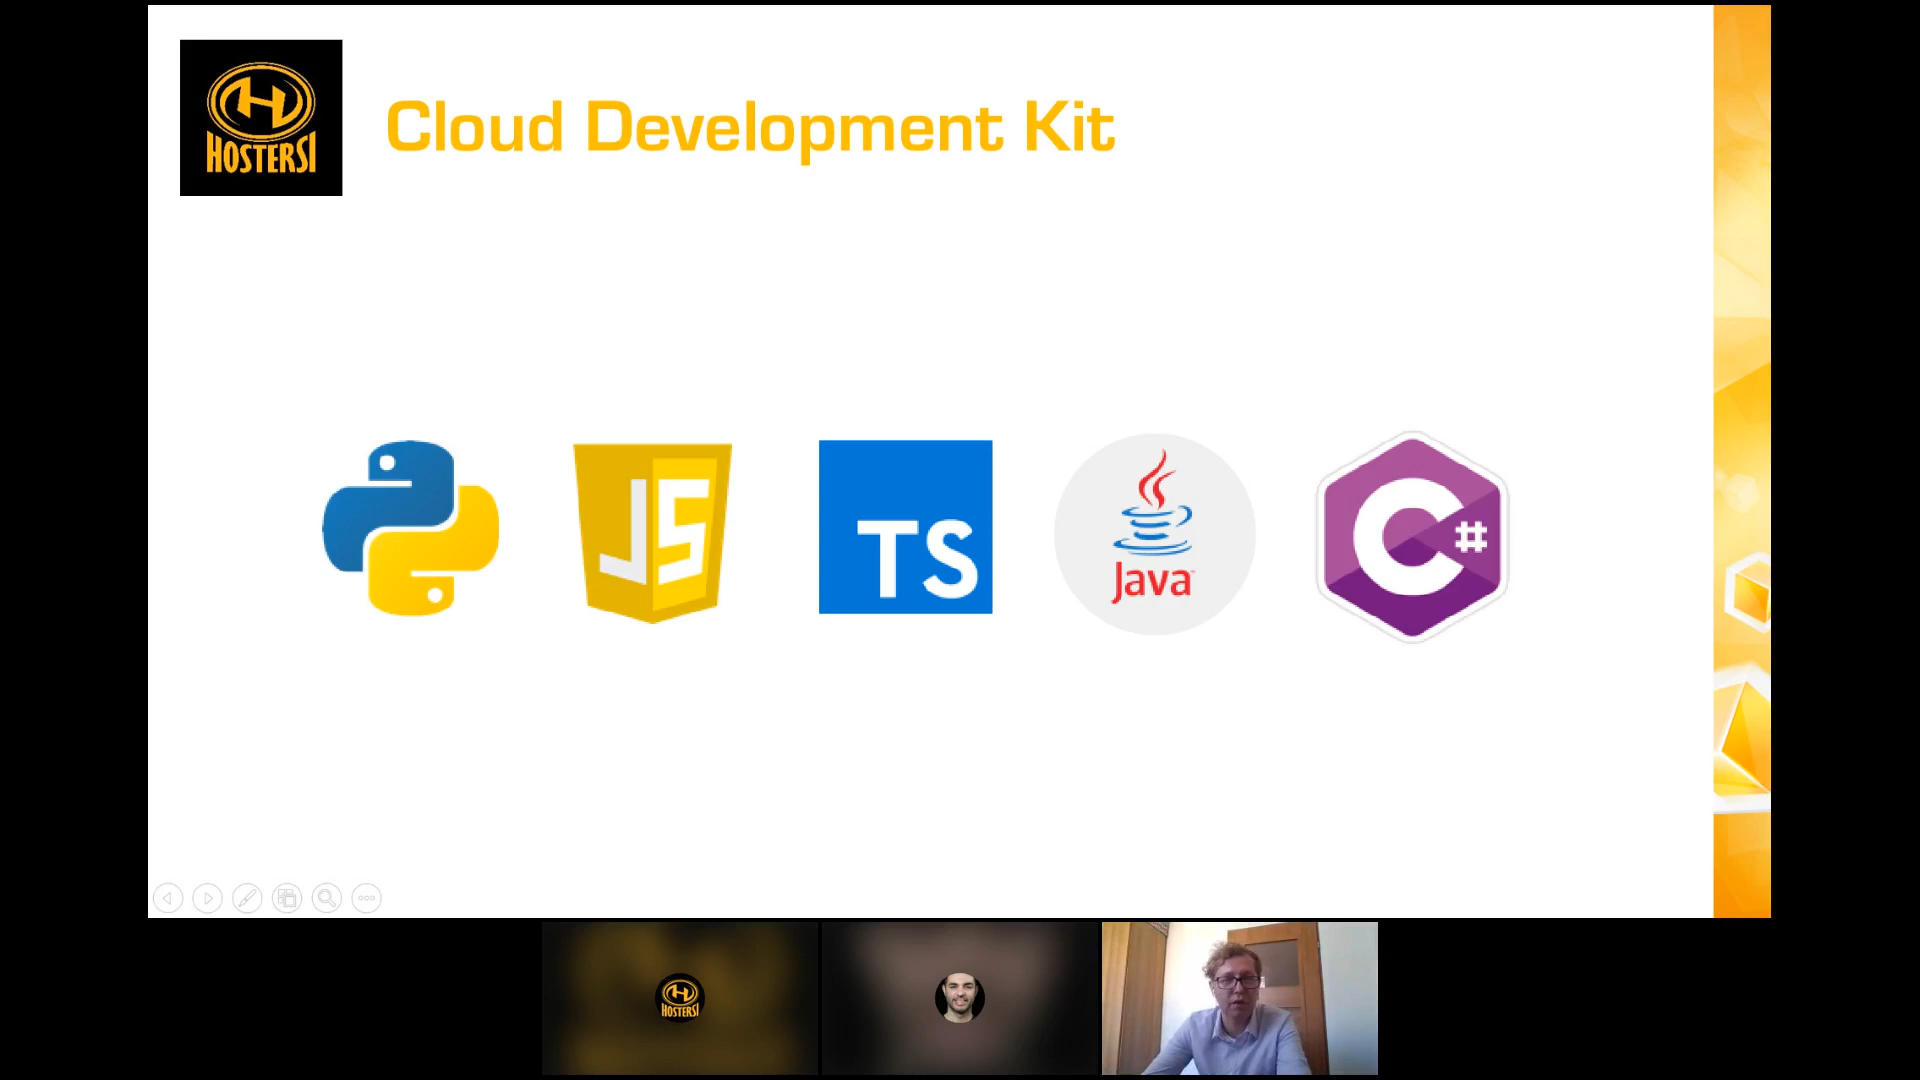 HOSTERSI
Cloud Development Kit
JS
TS
Java
C#
HOSTERSI